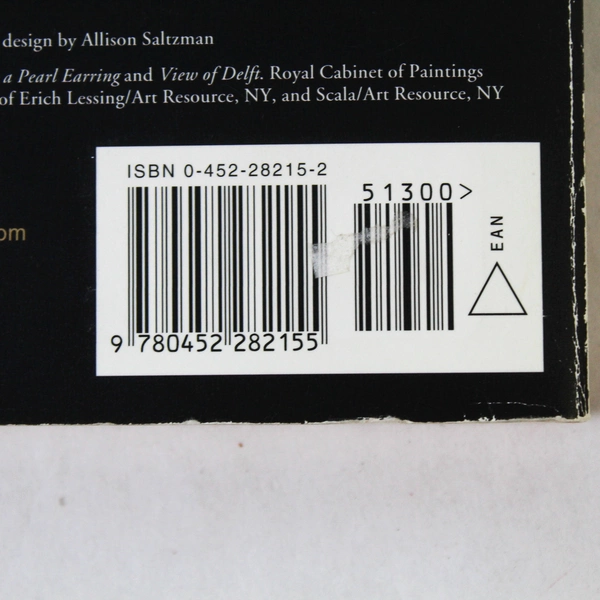 design by Allison Saltzman
a Pearl Earring and View of Delft. Royal Cabinet of Paintings
of Erich Lessing/Art Resource, NY, and Scala/Art Resource, NY
om
ISBN 0-452-28215-2
51300>
EAN
9 780452 282155